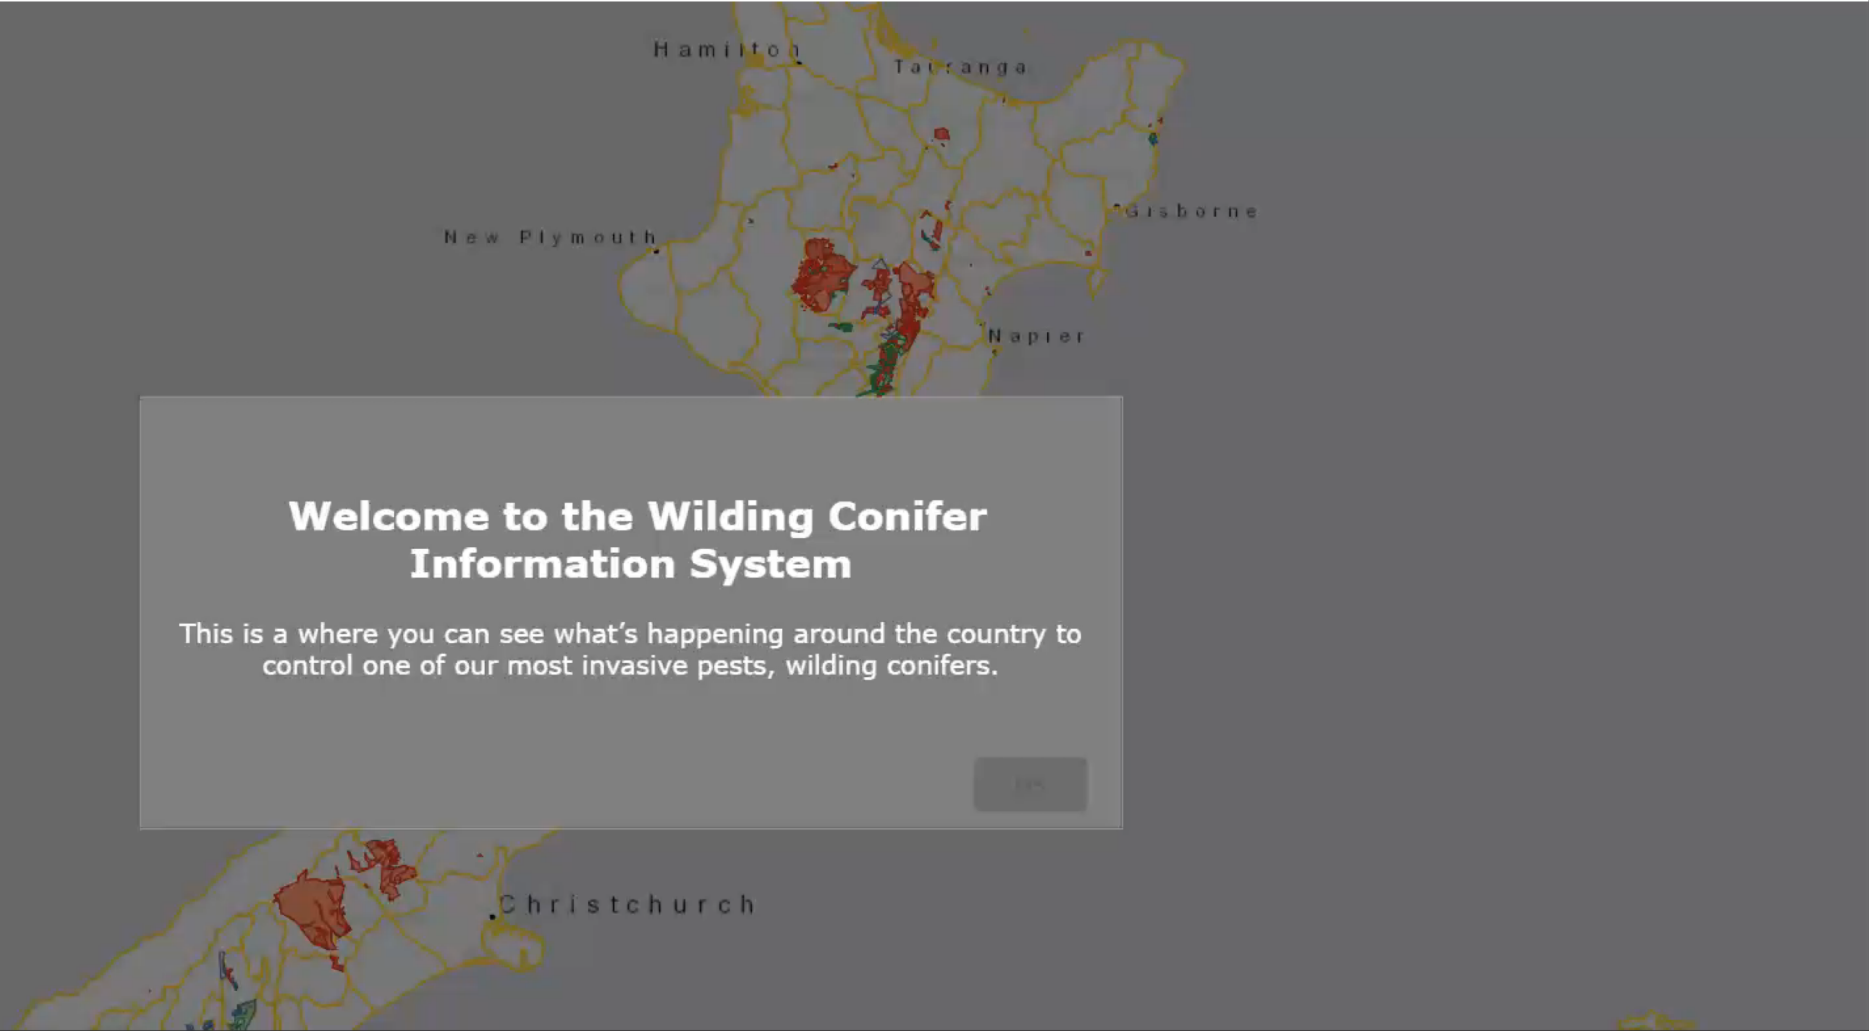 Hamilton
Tauranga
Gisborne
New Plymouth
Napier
Welcome to the Wilding Conifer
Information System
This is a where you can see what’s happening around the country to
control one of our most invasive pests, wilding conifers.
Christchurch